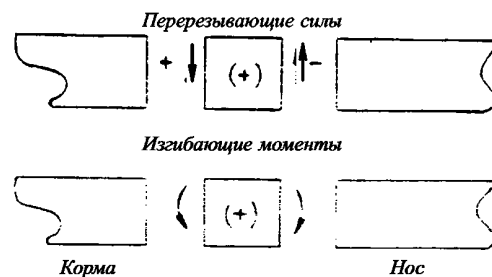 Перерезывающие силы
+ (+) −
Изгибающие моменты
(+)
Корма Нос